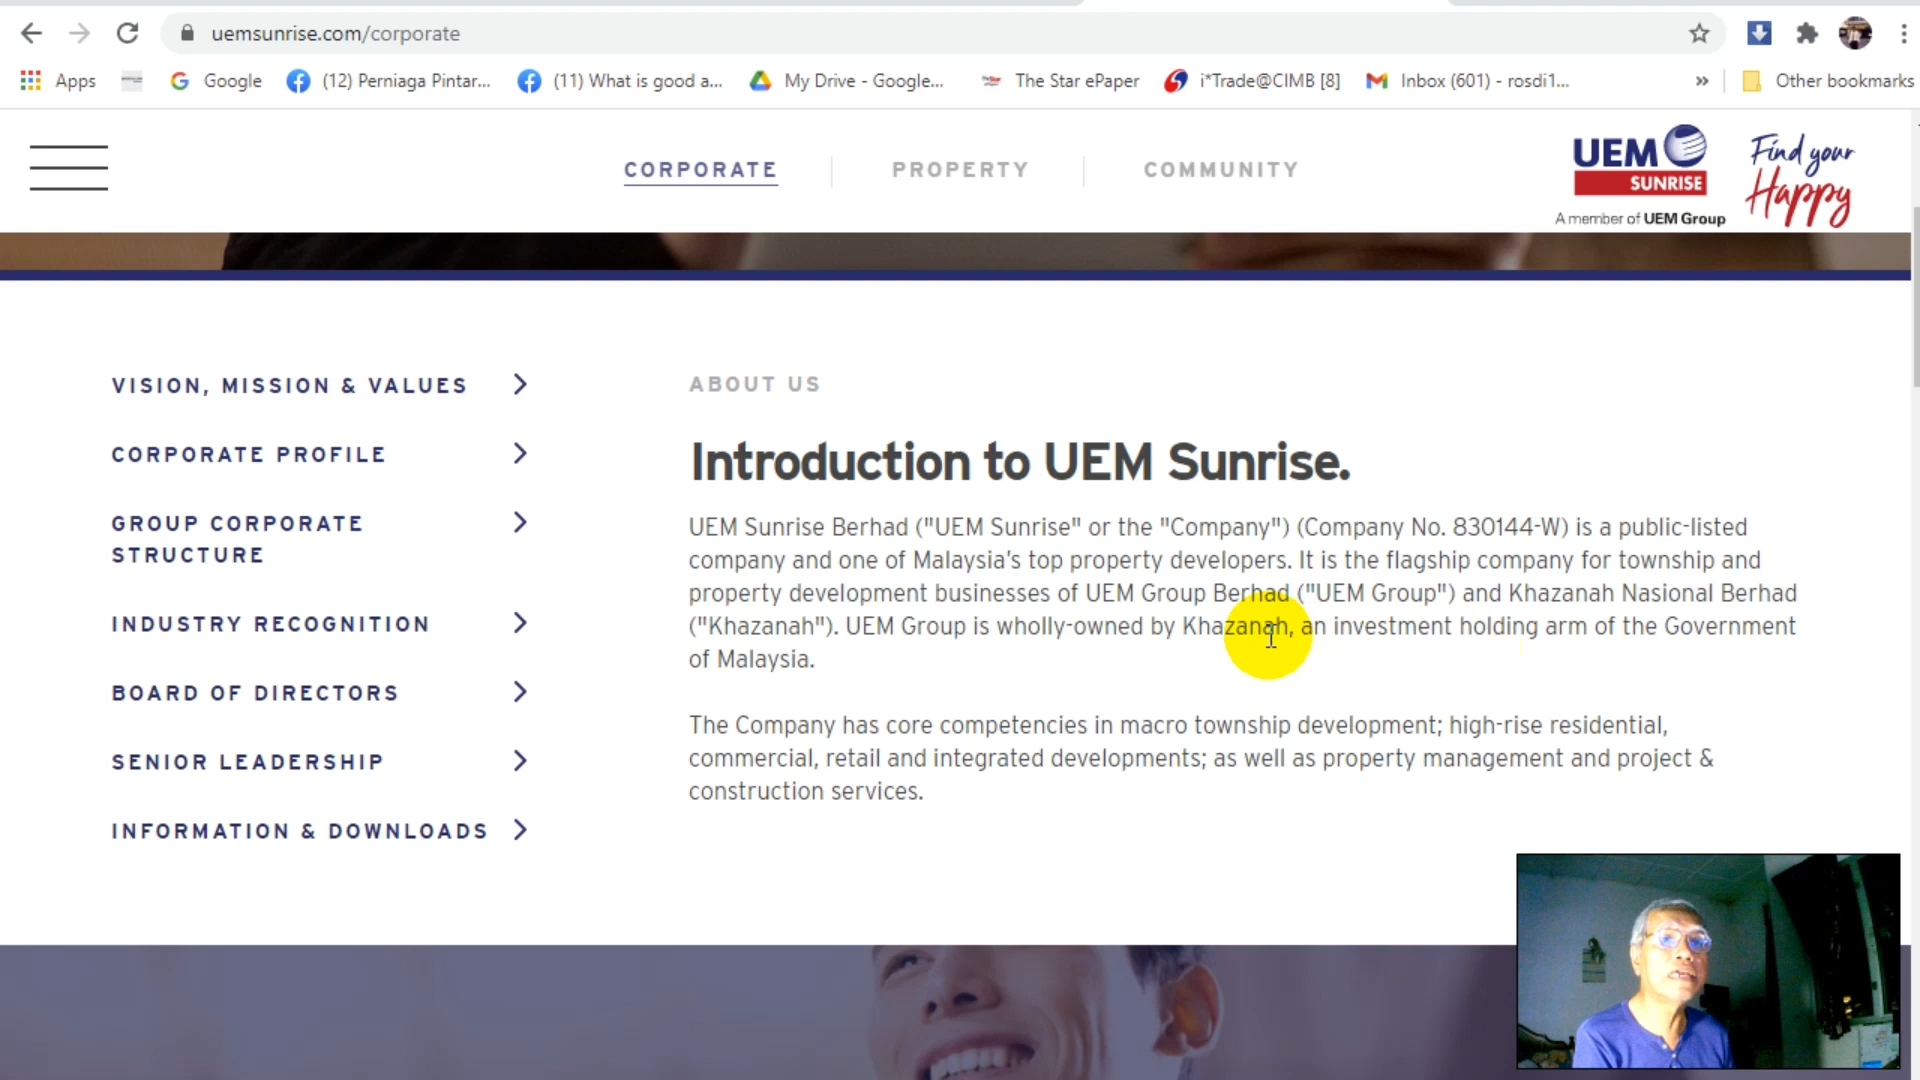 uemsunrise.com/corporate
Apps
Google
(12) Perniaga Pintar...
(11) What is good a...
My Drive - Google...
The Star ePaper
i*Trade@CIMB [8]
Inbox (601) - rosdi1...
»
Other bookmarks
CORPORATE
PROPERTY
COMMUNITY
UEM
SUNRISE
A member of UEM Group
Find your
Happy
VISION, MISSION & VALUES
CORPORATE PROFILE
GROUP CORPORATE
STRUCTURE
INDUSTRY RECOGNITION
BOARD OF DIRECTORS
SENIOR LEADERSHIP
INFORMATION & DOWNLOADS
ABOUT US
Introduction to UEM Sunrise.
UEM Sunrise Berhad ("UEM Sunrise" or the "Company") (Company No. 830144-W) is a public-listed
company and one of Malaysia's top property developers. It is the flagship company for township and
property development businesses of UEM Group Berhad ("UEM Group") and Khazanah Nasional Berhad
("Khazanah"). UEM Group is wholly-owned by Khazanah, an investment holding arm of the Government
of Malaysia.
The Company has core competencies in macro township development; high-rise residential,
commercial, retail and integrated developments; as well as property management and project &
construction services.